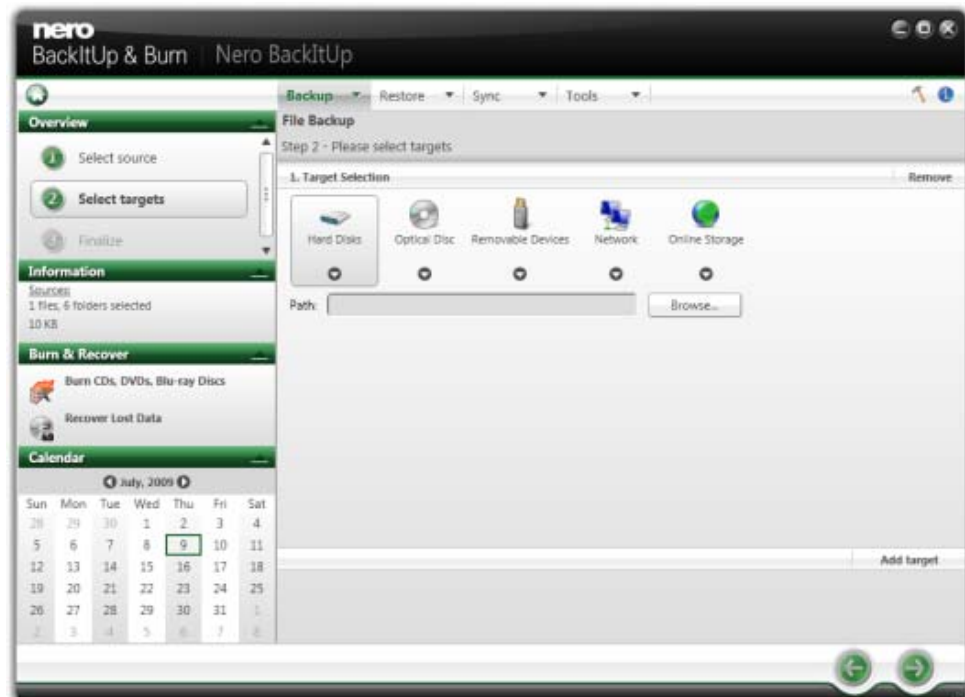 nero
BackItUp & Burn | Nero BackItUp
Backup Restore Sync Tools
Overview
1 Select source
2 Select targets
Finalize
Information
Sources:
1 files, 6 folders selected
10 KB
Burn & Recover
Burn CDs, DVDs, Blu-ray Discs
Recover Lost Data
Calendar
July, 2009
Sun Mon Tue Wed Thu Fri Sat
28 29 30 1 2 3 4
5 6 7 8 9 10 11
12 13 14 15 16 17 18
19 20 21 22 23 24 25
26 27 28 29 30 31 1
2 3 4 5 6 7 8
File Backup
Step 2 - Please select targets
1. Target Selection Remove
Hard Disks Optical Disc Removable Devices Network Online Storage
Path: Browse...
Add target